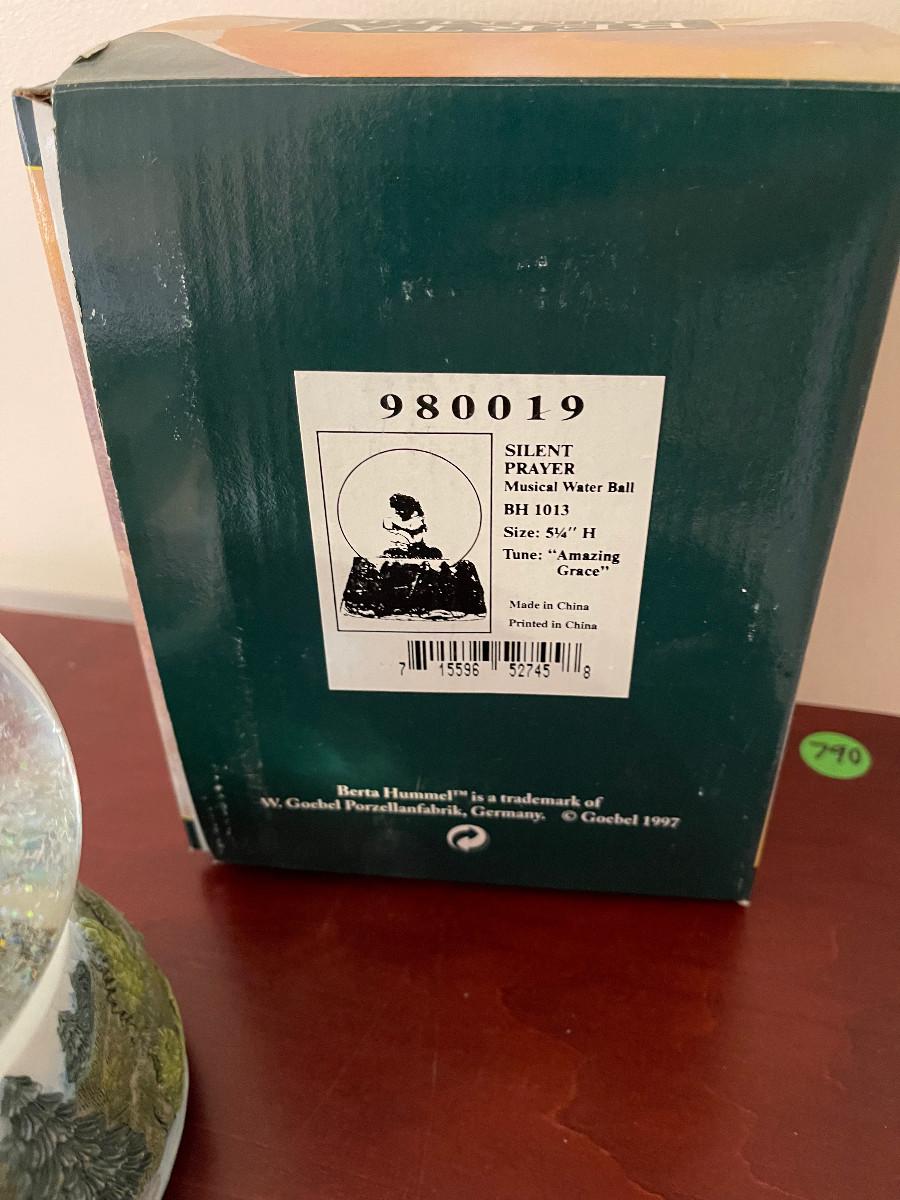 980019
SILENT
PRAYER
Musical Water Ball
BH 1013
Size: 5¼" H
Tune: "Amazing
Grace"
Made in China
Printed in China
7 15596 52745 8
Berta Hummel™ is a trademark of
W. Goebel Porzellanfabrik, Germany. © Goebel 1997
790